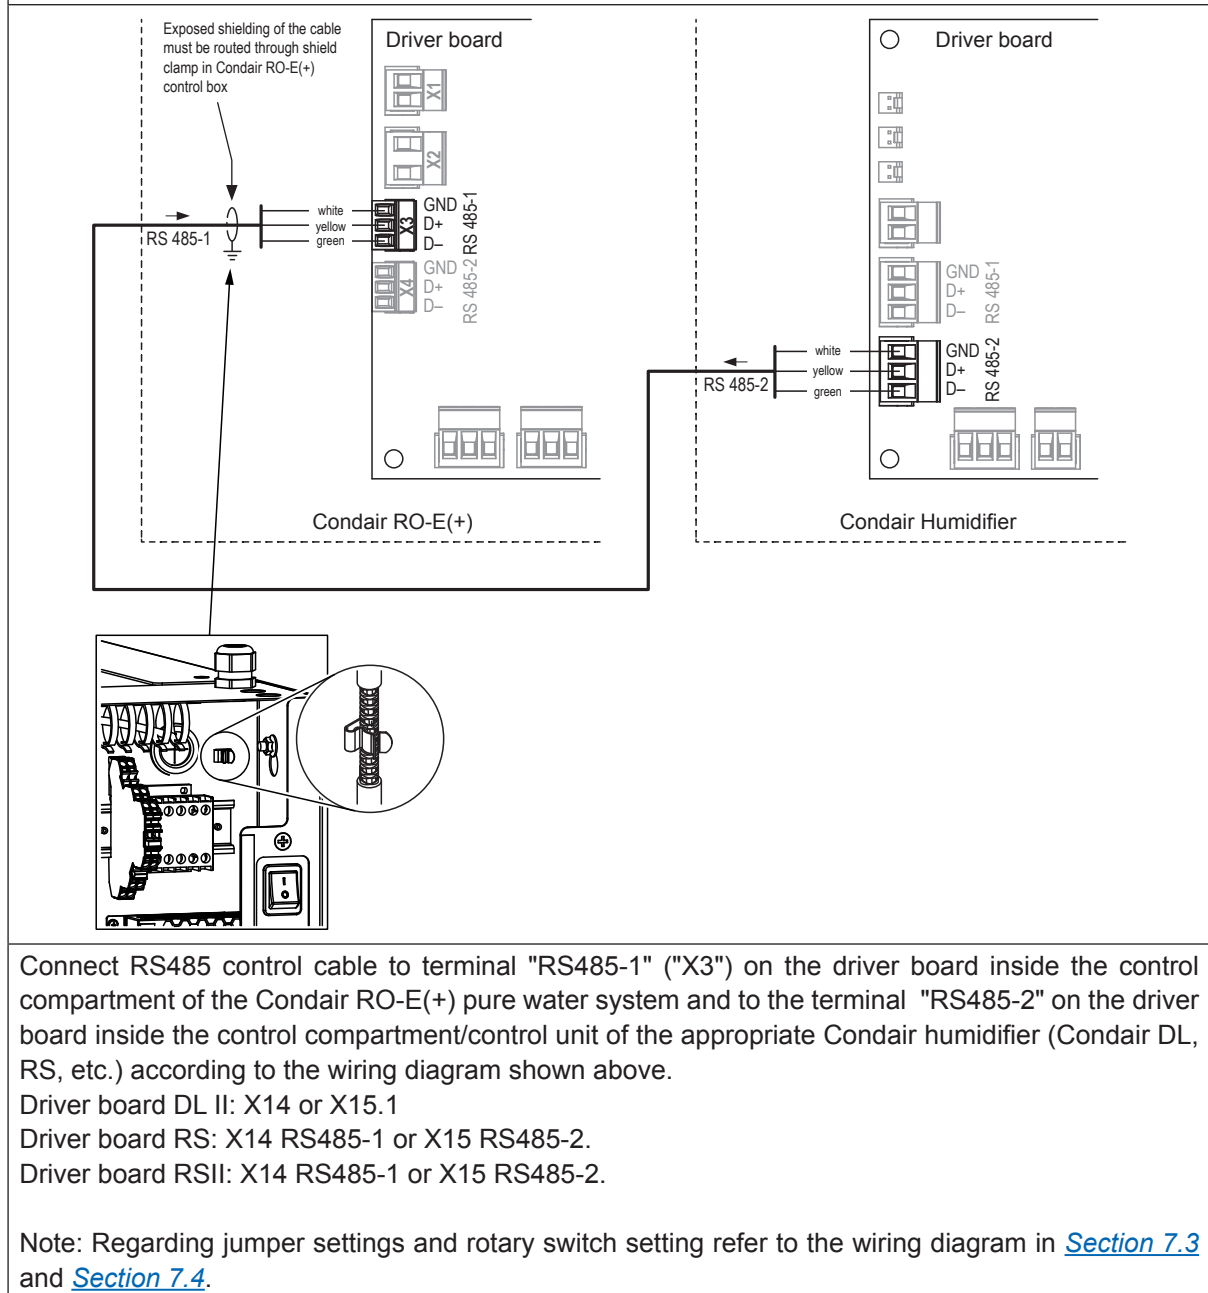 Exposed shielding of the cable
must be routed through shield
clamp in Condair RO-E(+)
control box
Driver board
X1
X2
white
yellow
green
X3
GND
D+
D–
RS 485-1
RS 485-1
X4
GND
D+
D–
RS 485-2
Condair RO-E(+)
Driver board
GND
D+
D–
RS 485-1
white
yellow
green
GND
D+
D–
RS 485-2
RS 485-2
Condair Humidifier
Connect RS485 control cable to terminal "RS485-1" ("X3") on the driver board inside the control
compartment of the Condair RO-E(+) pure water system and to the terminal "RS485-2" on the driver
board inside the control compartment/control unit of the appropriate Condair humidifier (Condair DL,
RS, etc.) according to the wiring diagram shown above.
Driver board DL II: X14 or X15.1
Driver board RS: X14 RS485-1 or X15 RS485-2.
Driver board RSII: X14 RS485-1 or X15 RS485-2.
Note: Regarding jumper settings and rotary switch setting refer to the wiring diagram in Section 7.3
and Section 7.4.